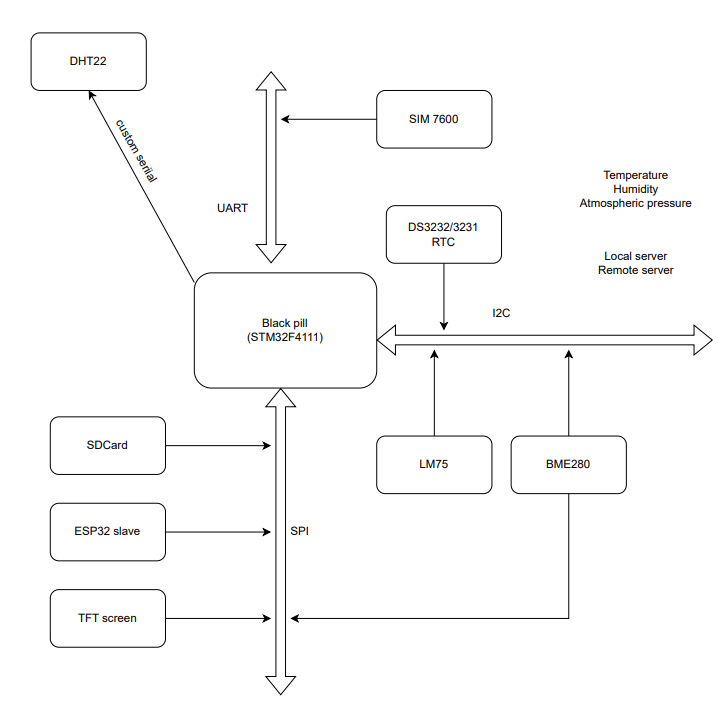 DHT22
custom seriial
SIM 7600
UART
Temperature
Humidity
Atmospheric pressure
DS3232/3231
RTC
Local server
Remote server
I2C
Black pill
(STM32F4111)
SDCard
LM75
BME280
ESP32 slave
SPI
TFT screen